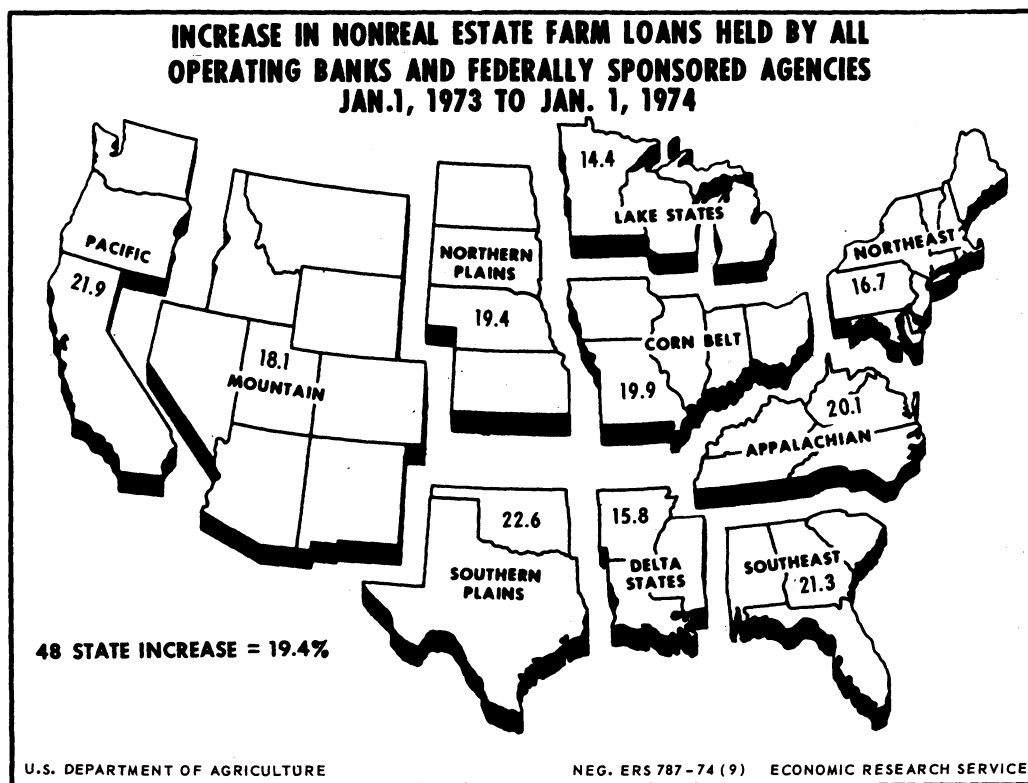 INCREASE IN NONREAL ESTATE FARM LOANS HELD BY ALL
OPERATING BANKS AND FEDERALLY SPONSORED AGENCIES
JAN.1, 1973 TO JAN. 1, 1974
14.4
LAKE STATES
PACIFIC
21.9
NORTHERN
PLAINS
19.4
NORTHEAST
16.7
18.1
MOUNTAIN
CORN BELT
19.9
20.1
APPALACHIAN
22.6
SOUTHERN
PLAINS
15.8
DELTA
STATES
SOUTHEAST
21.3
48 STATE INCREASE = 19.4%
U.S. DEPARTMENT OF AGRICULTURE
NEG. ERS 787-74 (9) ECONOMIC RESEARCH SERVICE